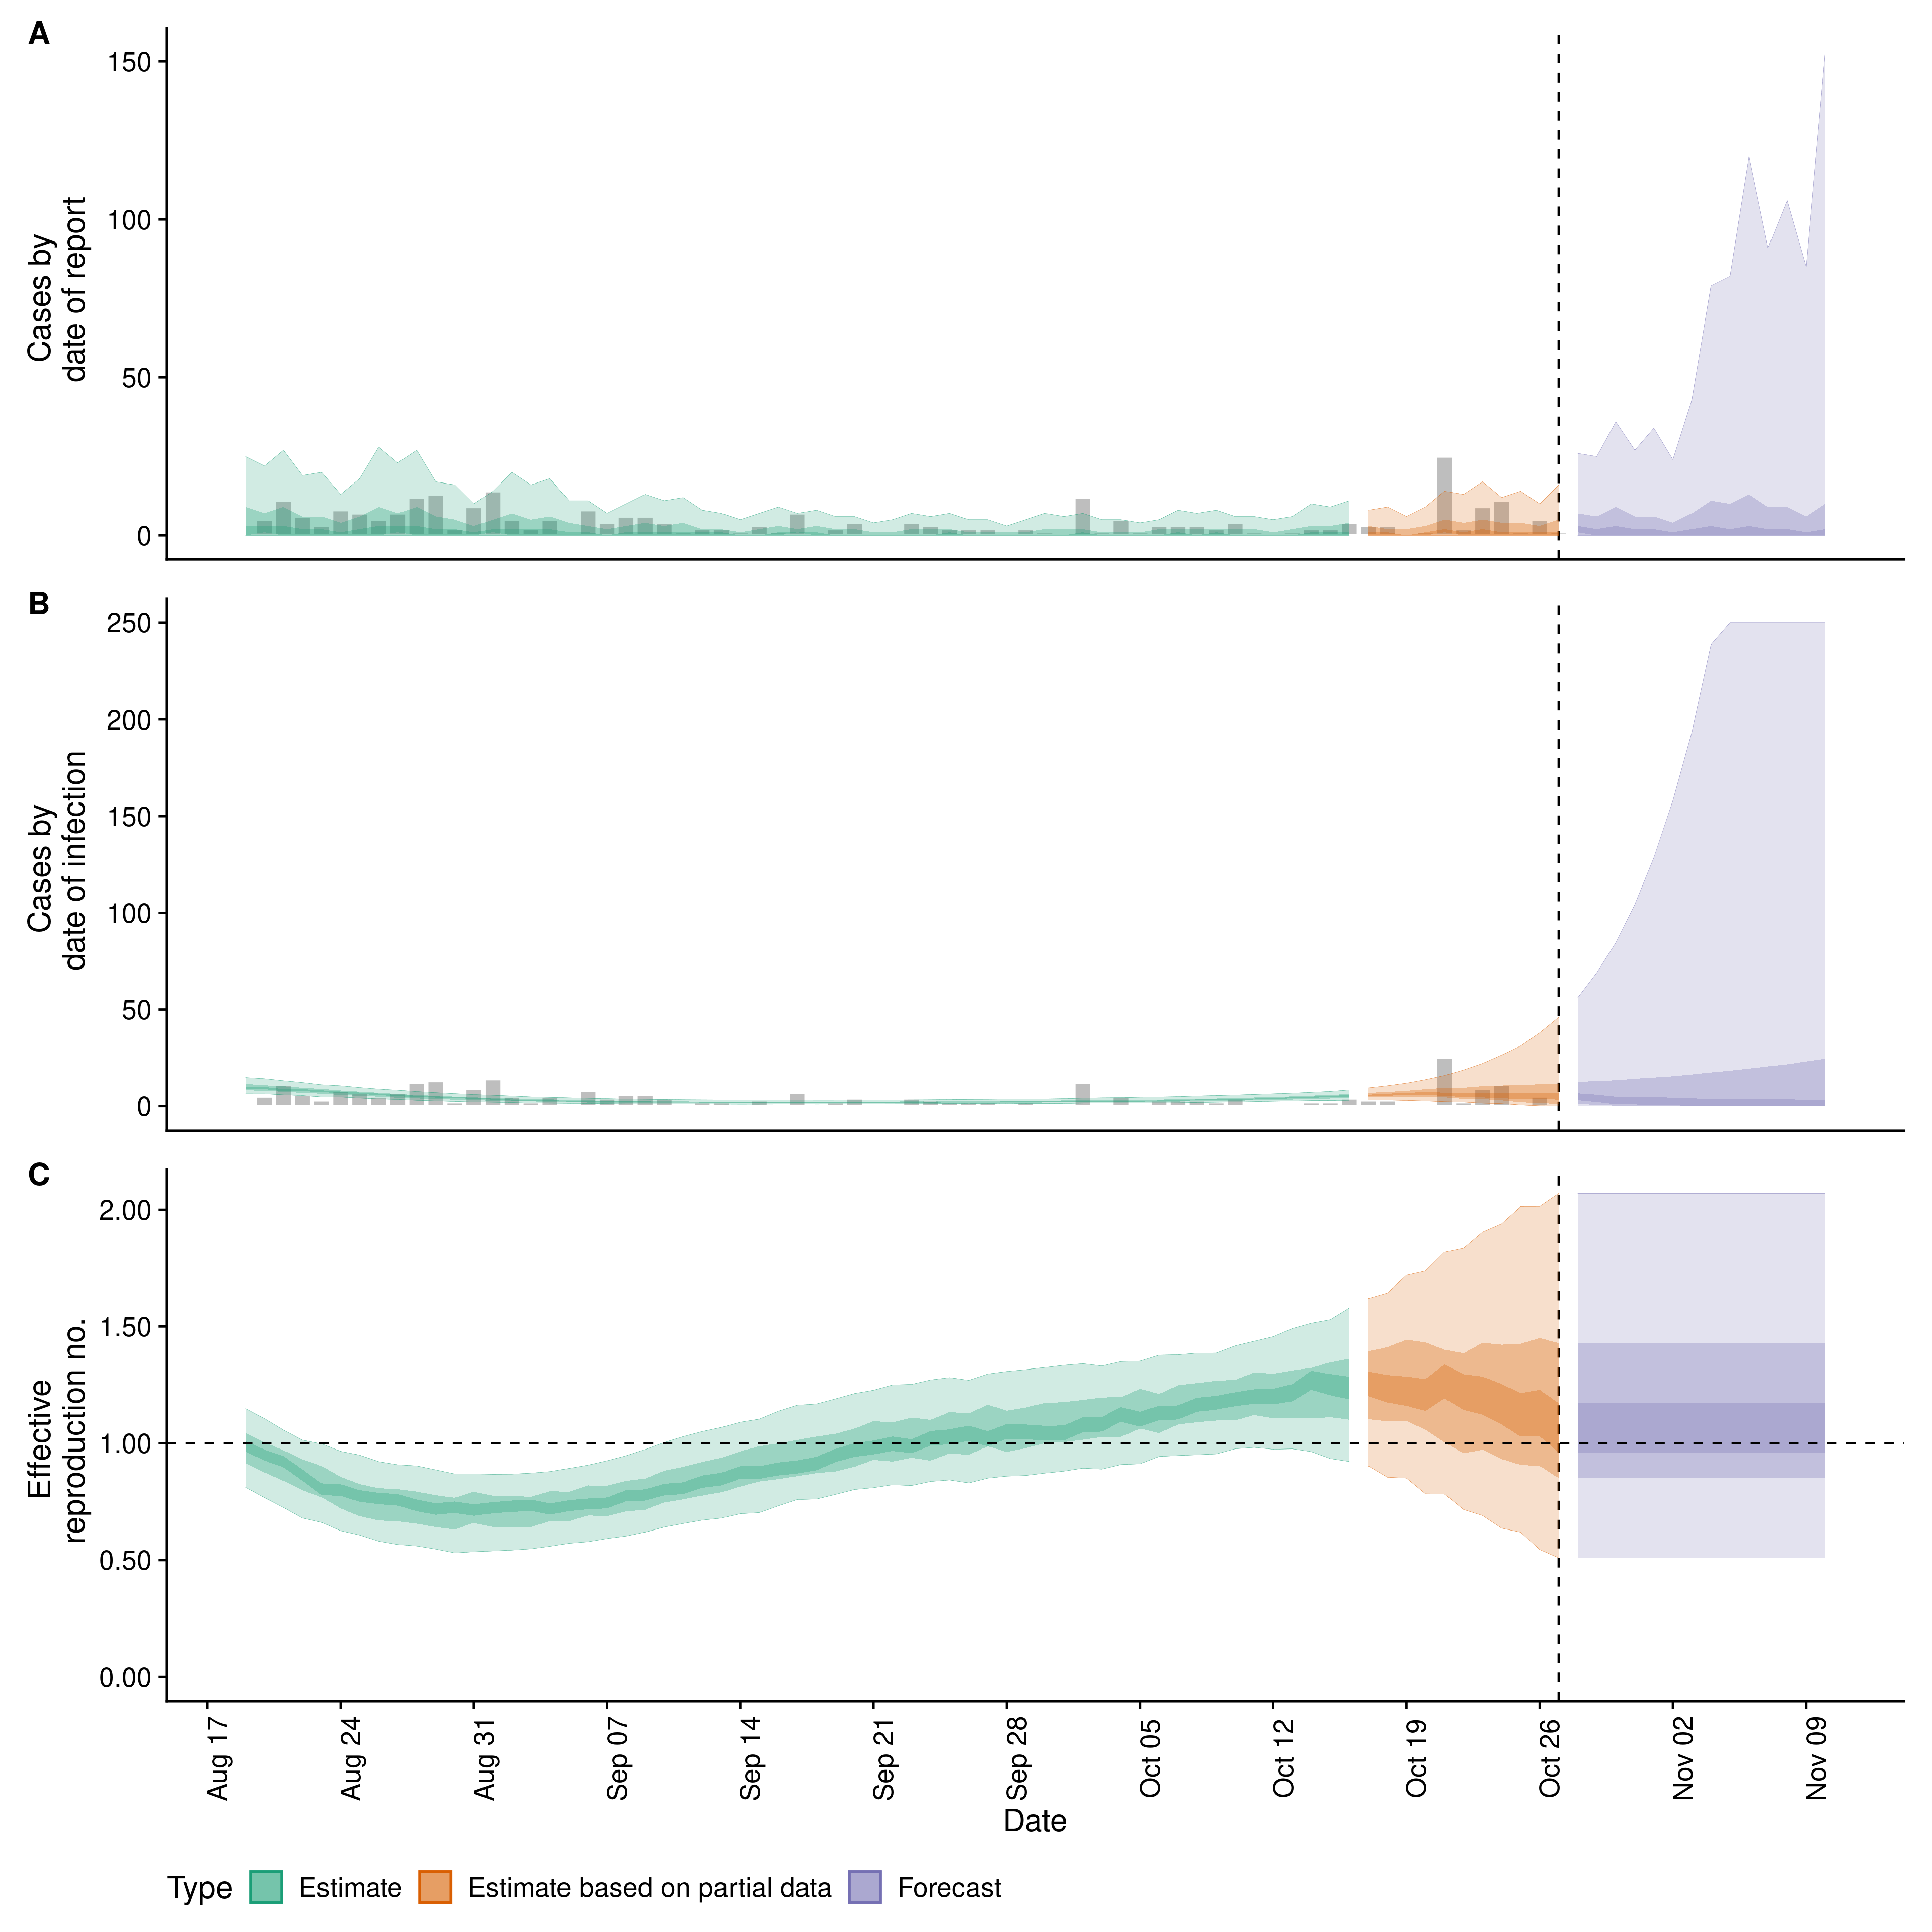 A
Cases by
date of report
150
100
50
0
B
Cases by
date of infection
250
200
150
100
50
0
C
Effective
reproduction no.
2.00
1.50
1.00
0.50
0.00
Aug 17
Aug 24
Aug 31
Sep 07
Sep 14
Sep 21
Sep 28
Oct 05
Oct 12
Oct 19
Oct 26
Nov 02
Nov 09
Date
Type Estimate Estimate based on partial data Forecast